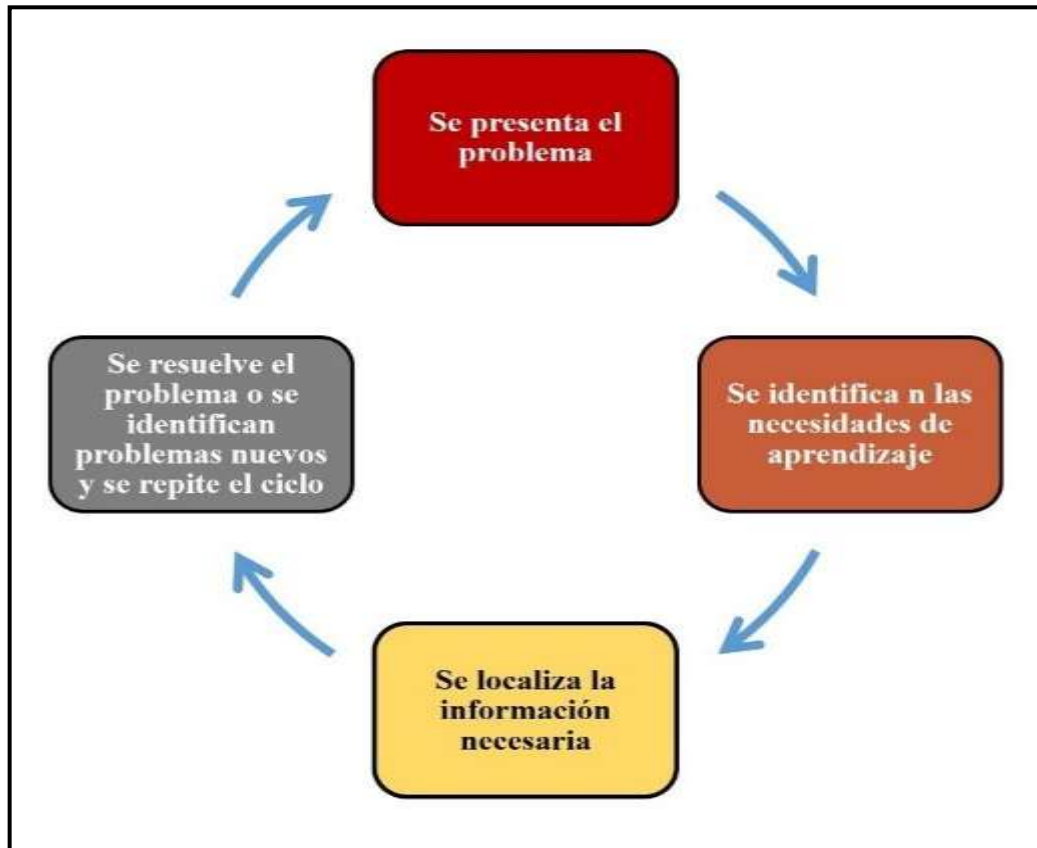 Se presenta el
problema
Se identifica n las
necesidades de
aprendizaje
Se localiza la
información
necesaria
Se resuelve el
problema o se
identifican
problemas nuevos
y se repite el ciclo